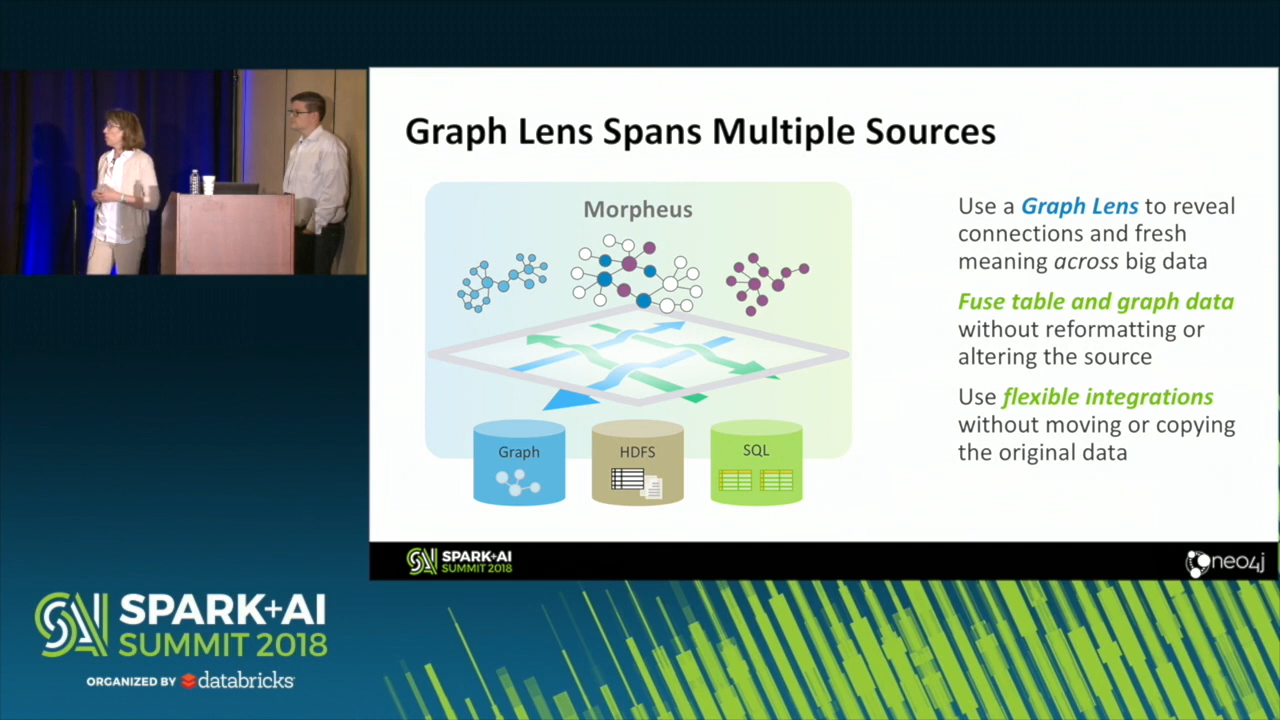 Graph Lens Spans Multiple Sources
Morpheus
Graph
HDFS
SQL
Use a Graph Lens to reveal
connections and fresh
meaning across big data
Fuse table and graph data
without reformatting or
altering the source
Use flexible integrations
without moving or copying
the original data
SPARK+AI
SUMMIT 2018
neo4j
SPARK+AI
SUMMIT 2018
ORGANIZED BY databricks